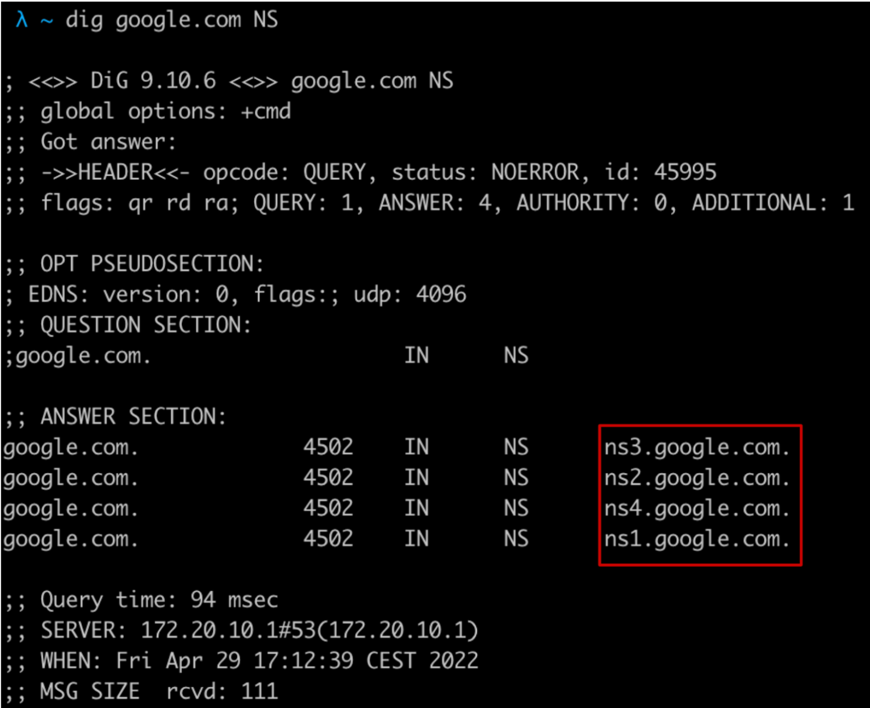 λ ~ dig google.com NS
; <<>> DiG 9.10.6 <<>> google.com NS
;; global options: +cmd
;; Got answer:
;; ->>HEADER<<- opcode: QUERY, status: NOERROR, id: 45995
;; flags: qr rd ra; QUERY: 1, ANSWER: 4, AUTHORITY: 0, ADDITIONAL: 1
;; OPT PSEUDOSECTION:
; EDNS: version: 0, flags:; udp: 4096
;; QUESTION SECTION:
;google.com. IN NS
;; ANSWER SECTION:
google.com. 4502 IN NS ns3.google.com.
google.com. 4502 IN NS ns2.google.com.
google.com. 4502 IN NS ns4.google.com.
google.com. 4502 IN NS ns1.google.com.
;; Query time: 94 msec
;; SERVER: 172.20.10.1#53(172.20.10.1)
;; WHEN: Fri Apr 29 17:12:39 CEST 2022
;; MSG SIZE rcvd: 111